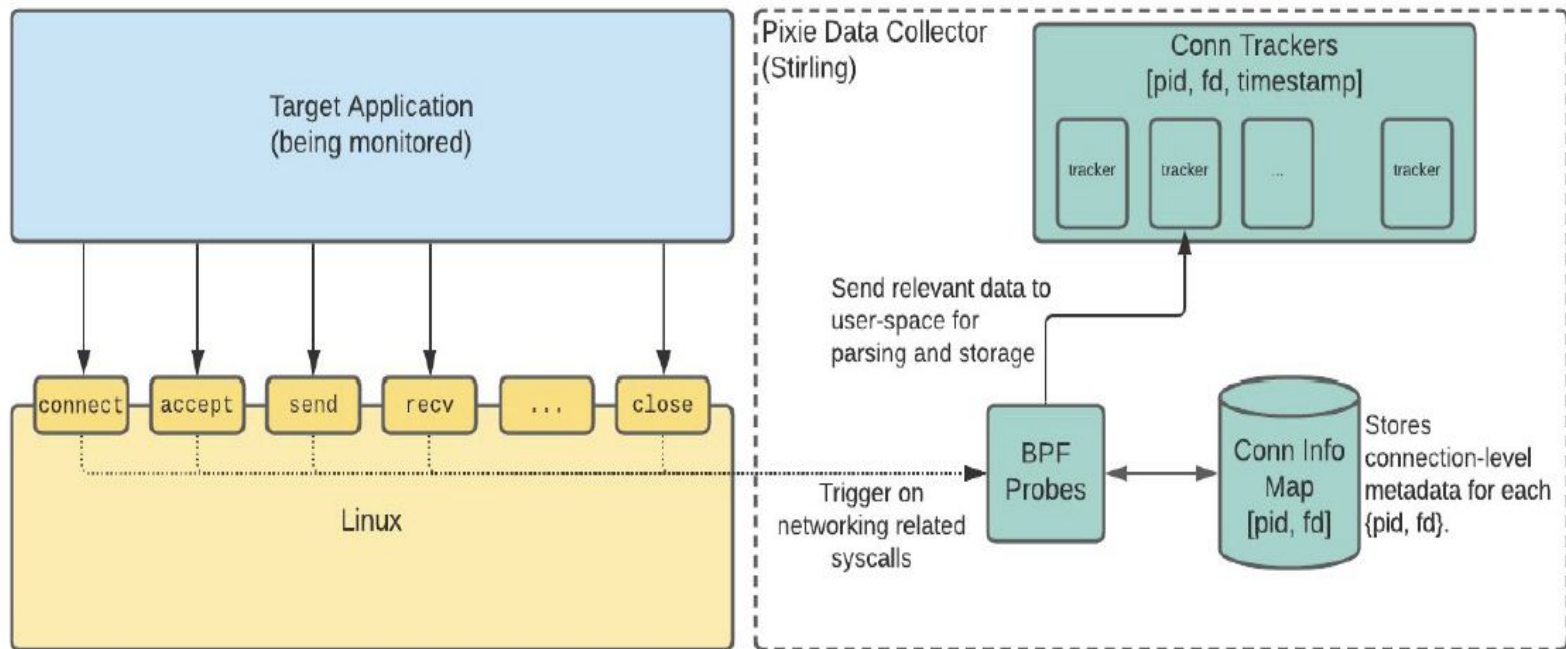 Target Application
(being monitored)
connect
accept
send
recv
...
close
Linux
Pixie Data Collector
(Stirling)
Conn Trackers
[pid, fd, timestamp]
tracker
tracker
...
tracker
Send relevant data to
user-space for
parsing and storage
Trigger on
networking related
syscalls
BPF
Probes
Conn Info
Map
[pid, fd]
Stores
connection-level
metadata for each
{pid, fd}.